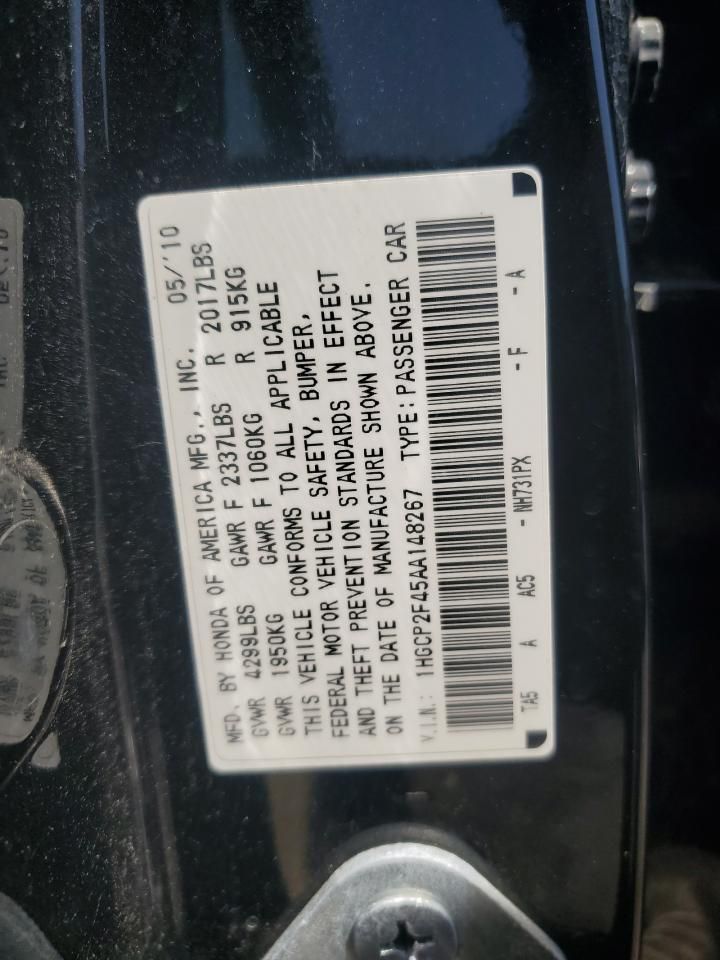 MFD. BY HONDA OF AMERICA MFG., INC. 05/'10
GVWR 4299LBS GAWR F 2337LBS R 2017LBS
GVWR 1950KG GAWR F 1060KG R 915KG
THIS VEHICLE CONFORMS TO ALL APPLICABLE
FEDERAL MOTOR VEHICLE SAFETY, BUMPER,
AND THEFT PREVENTION STANDARDS IN EFFECT
ON THE DATE OF MANUFACTURE SHOWN ABOVE.
V.I.N.: 1HGCP2F45AA148267 TYPE:PASSENGER CAR
TA5 A AC5 - NH731PX - F - A